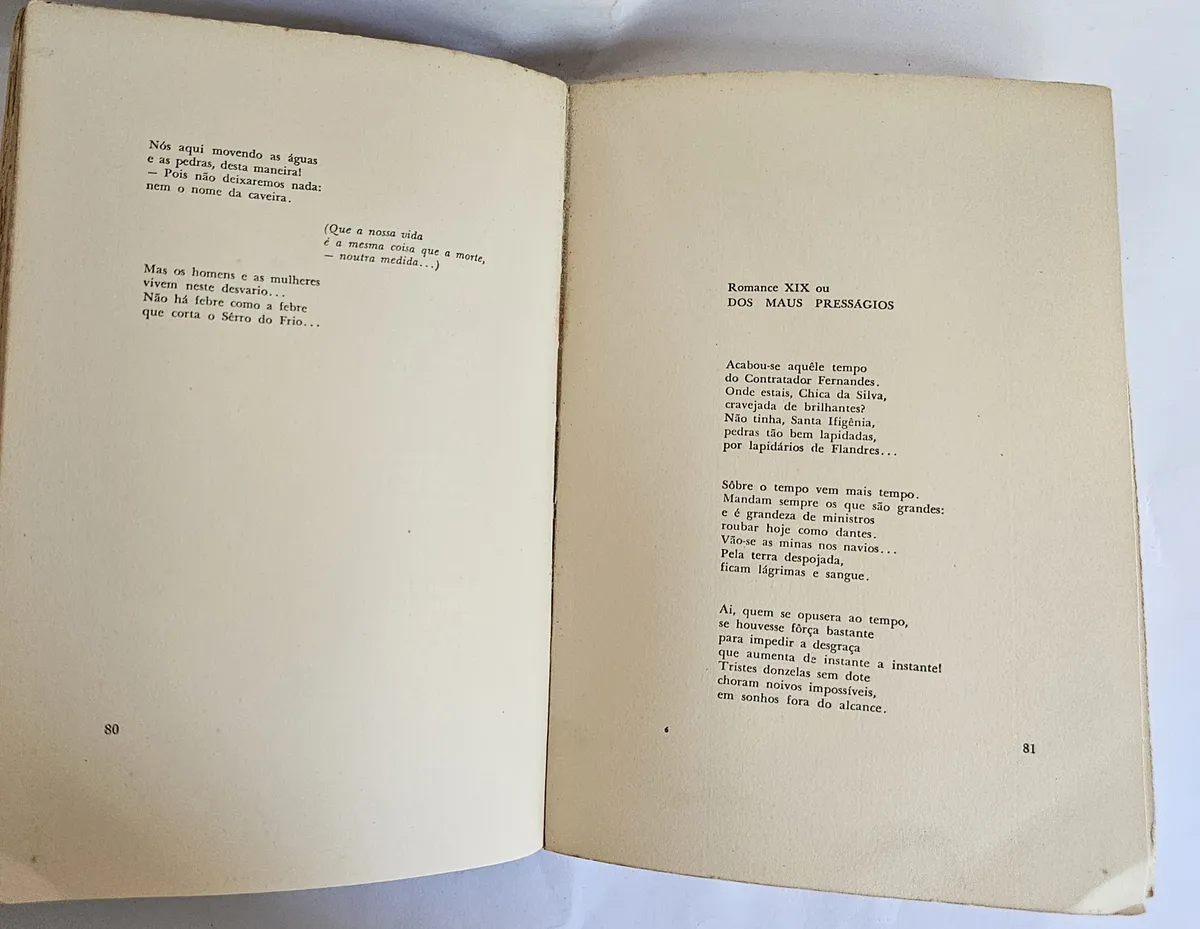 Nós aqui movendo as águas
e as pedras, desta maneira!
— Pois não deixaremos nada:
nem o nome da caveira.
(Que a nossa vida
é a mesma coisa que a morte,
— noutra medida...)
Mas os homens e as mulheres
vivem neste desvario...
Não há febre como a febre
que corta o Sêrro do Frio...
80
Romance XIX ou
DOS MAUS PRESSÁGIOS
Acabou-se aquêle tempo
do Contratador Fernandes.
Onde estais, Chica da Silva,
cravejada de brilhantes?
Não tinha, Santa Ifigênia,
pedras tão bem lapidadas,
por lapidários de Flandres...
Sôbre o tempo vem mais tempo.
Mandam sempre os que são grandes:
e é grandeza de ministros
roubar hoje como dantes.
Vão-se as minas nos navios...
Pela terra despojada,
ficam lágrimas e sangue.
Ai, quem se opusera ao tempo,
se houvesse fôrça bastante
para impedir a desgraça
que aumenta de instante a instante!
Tristes donzelas sem dote
choram noivos impossíveis,
em sonhos fora do alcance.
6
81